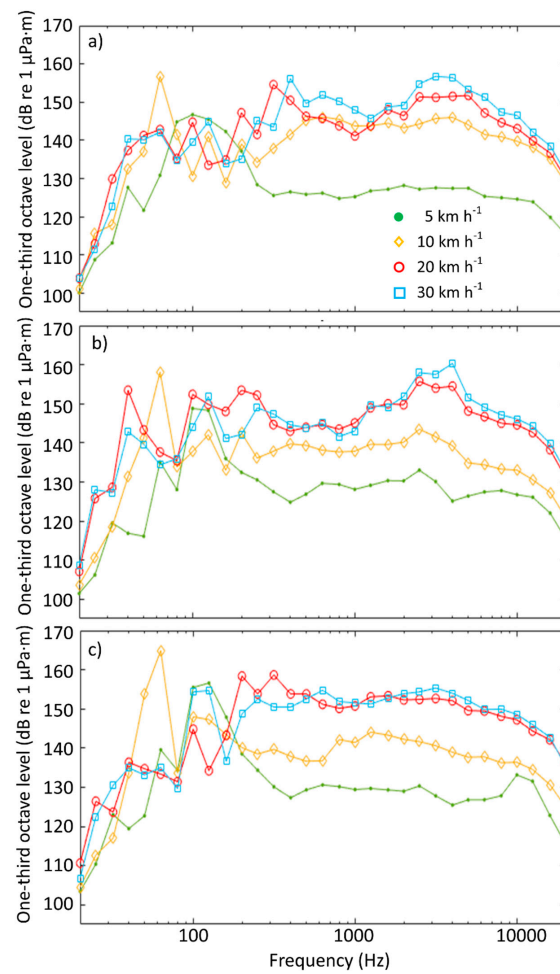 a)
One-third octave level (dB re 1 µPa·m)
170
160
150
140
130
120
110
100
5 km h⁻¹
10 km h⁻¹
20 km h⁻¹
30 km h⁻¹
b)
One-third octave level (dB re 1 µPa·m)
170
160
150
140
130
120
110
100
c)
One-third octave level (dB re 1 µPa·m)
170
160
150
140
130
120
110
100
100
1000
10000
Frequency (Hz)